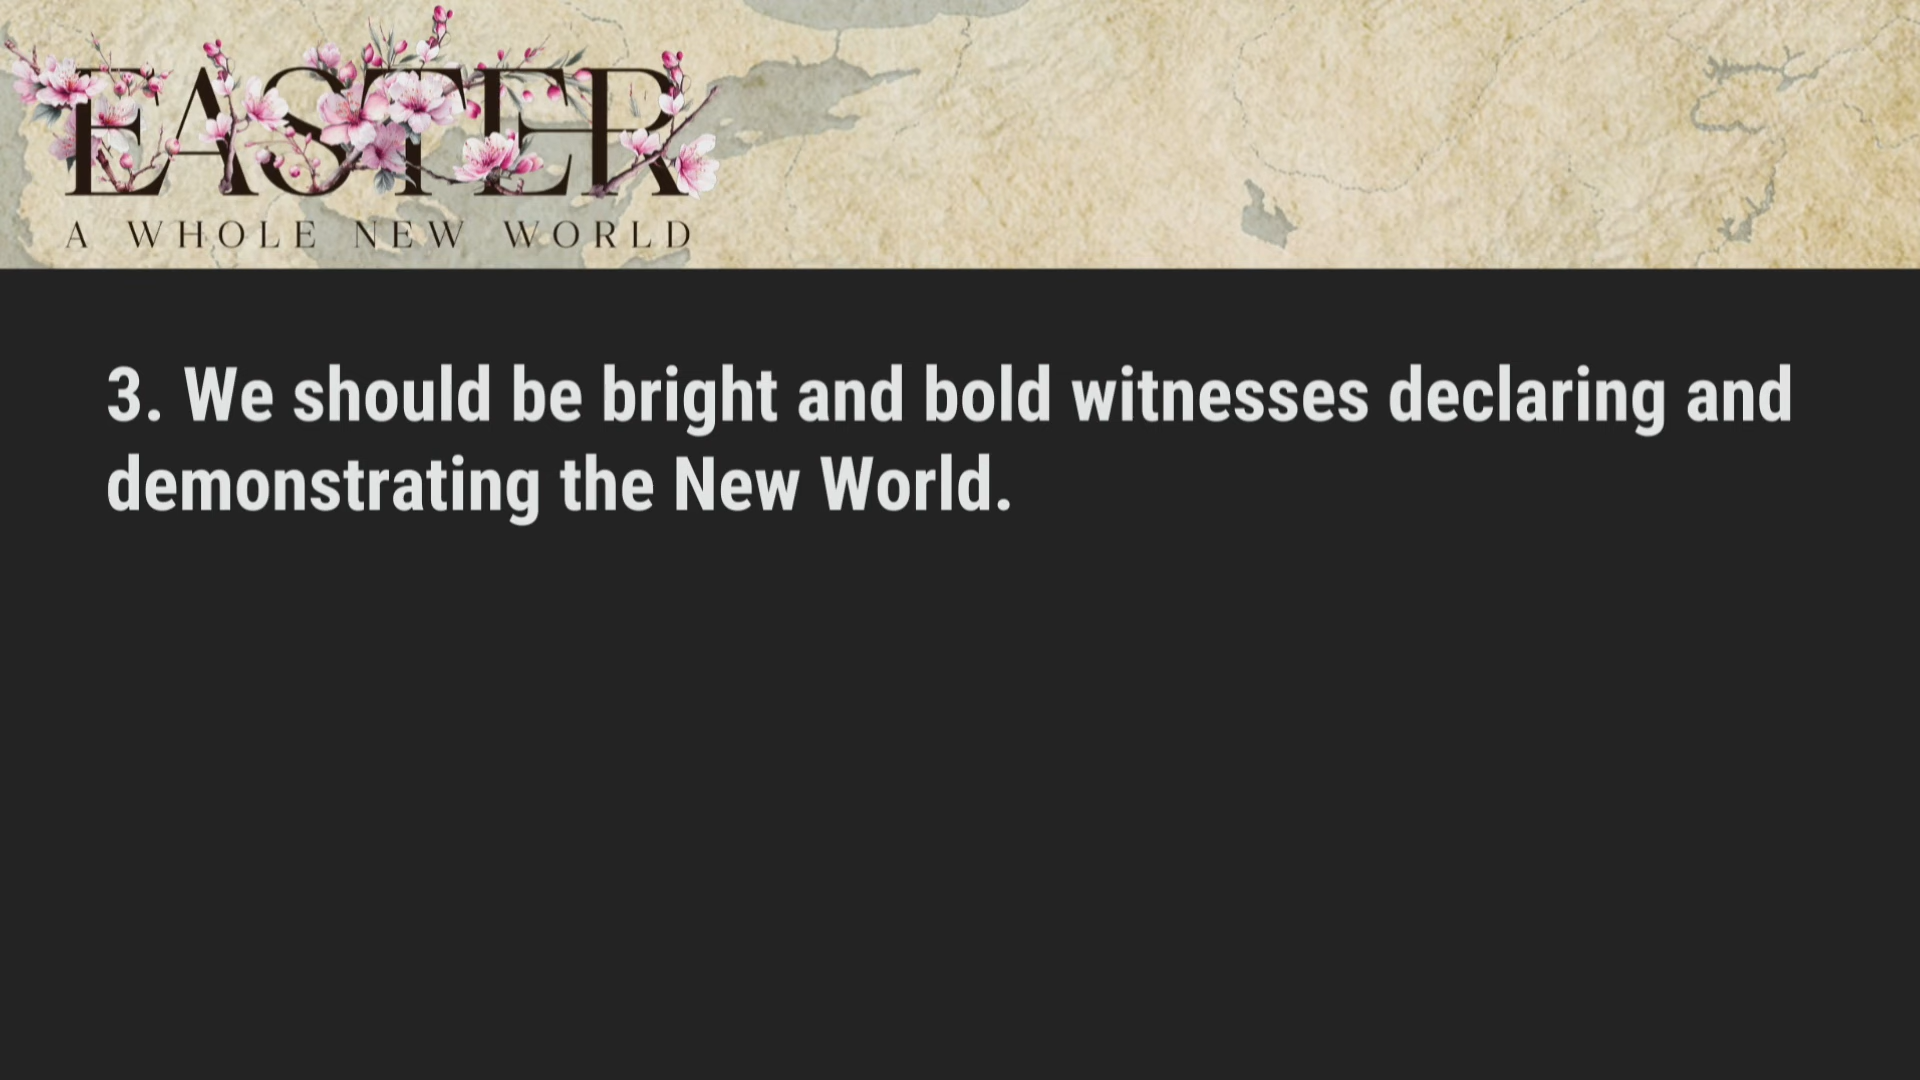 EASTER
A WHOLE NEW WORLD
3. We should be bright and bold witnesses declaring and
demonstrating the New World.